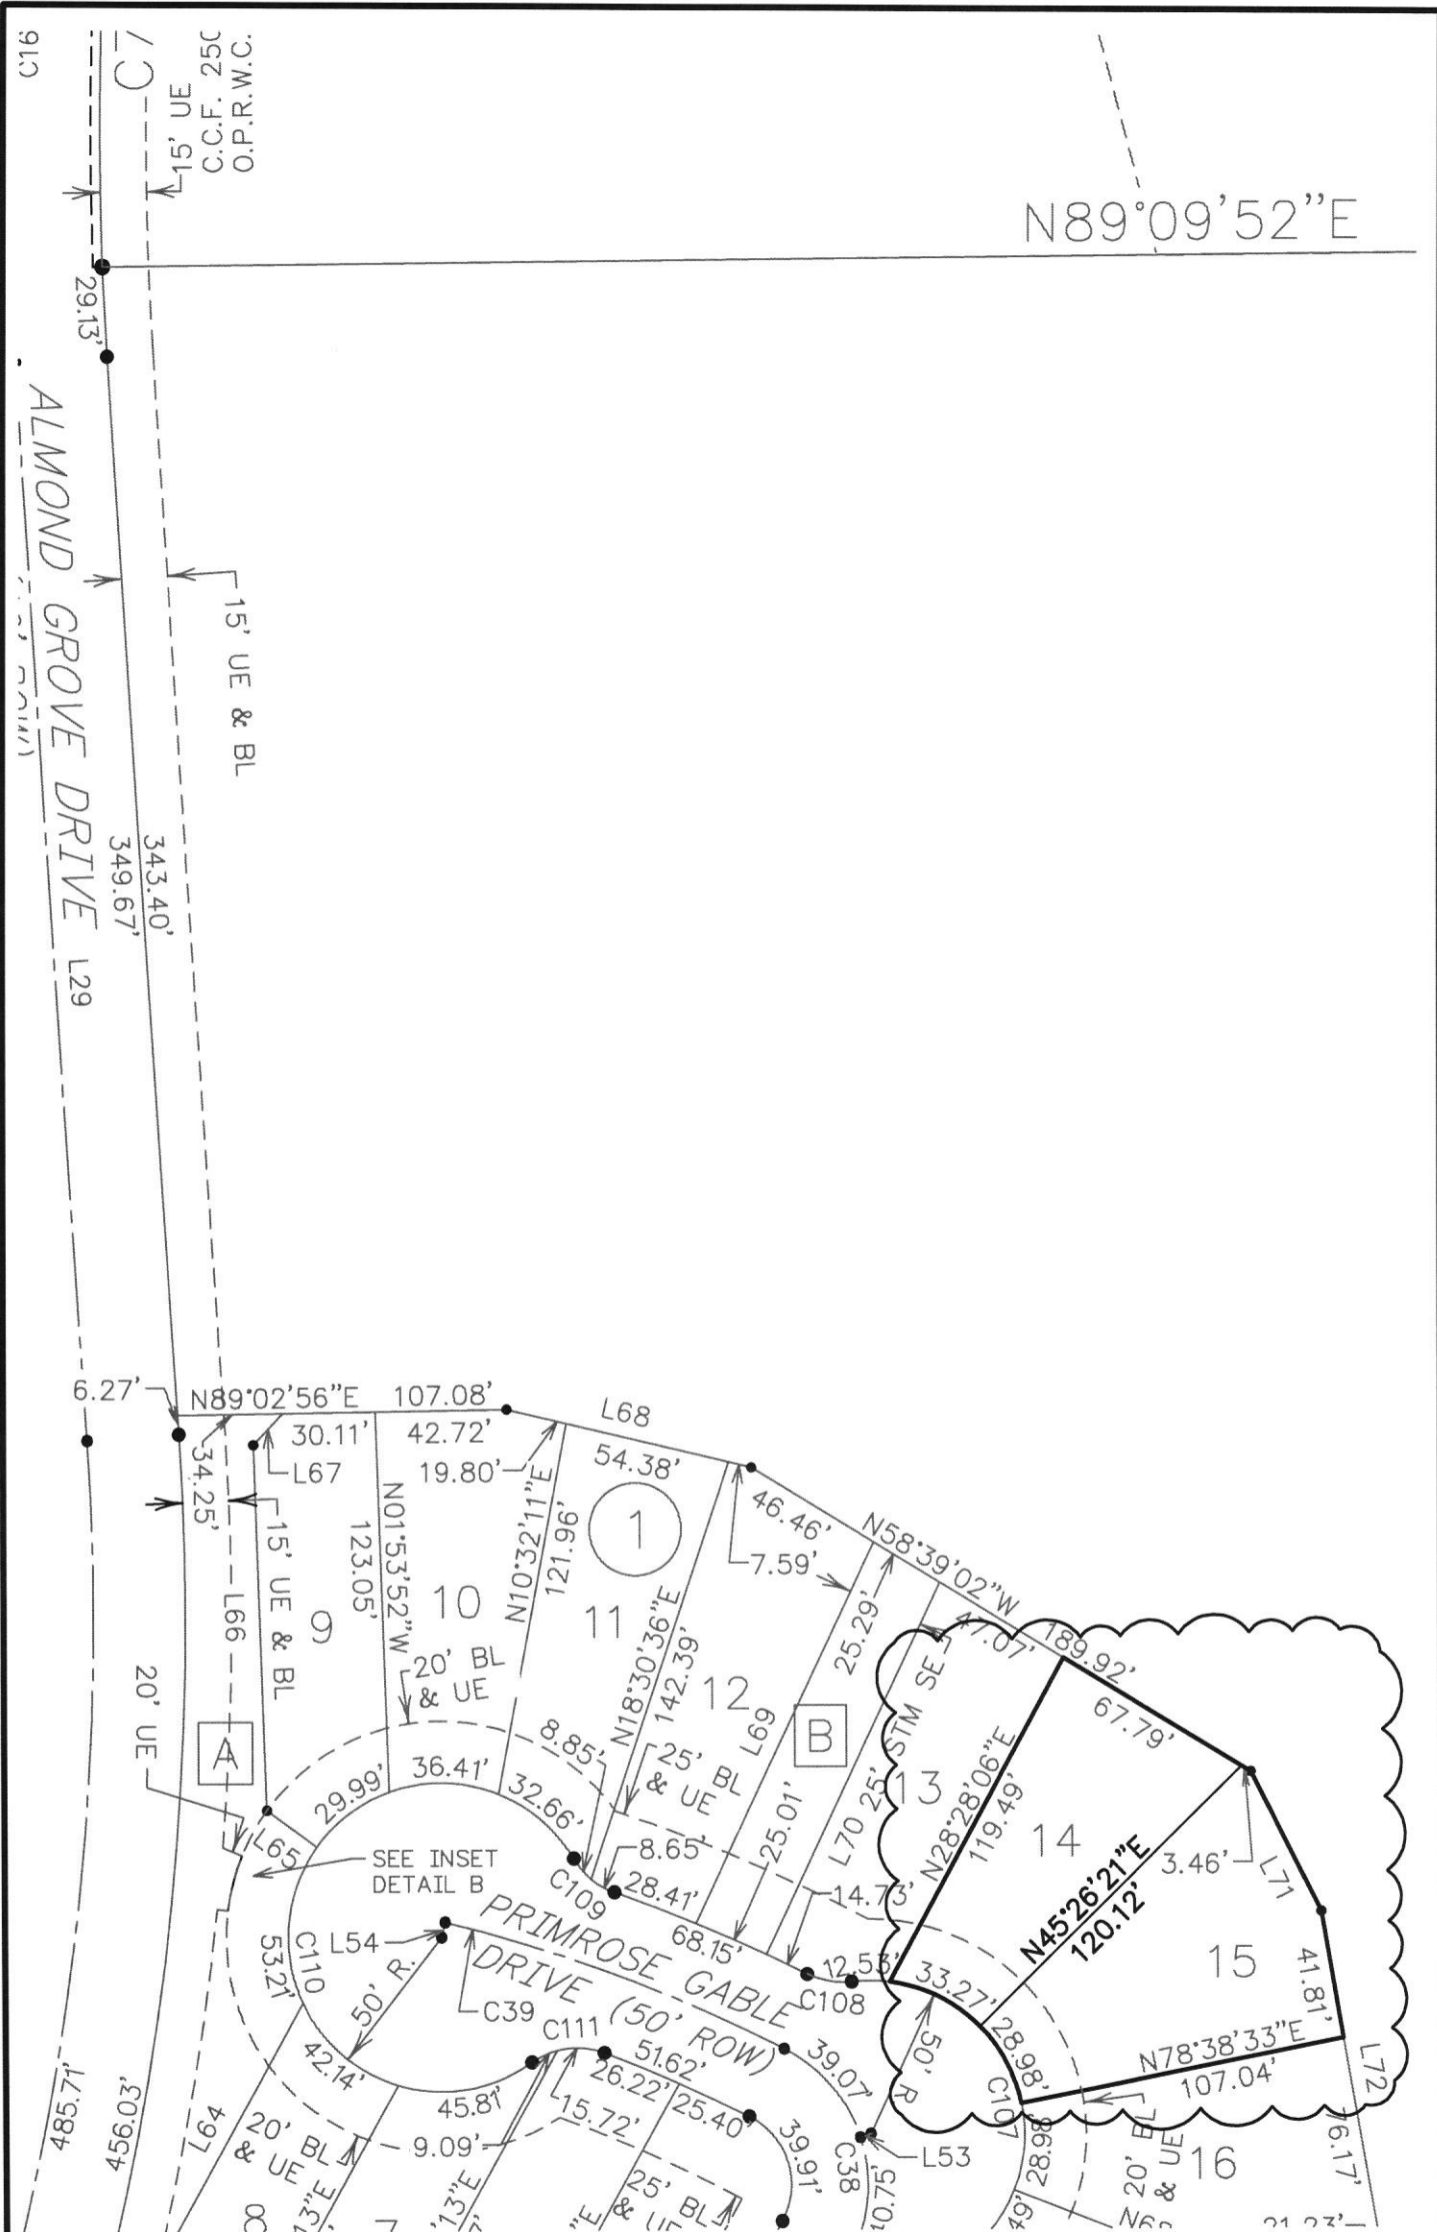 C16
C7
15' UE
C.C.F. 250
O.P.R.W.C.
N89°09'52"E
29.13'
ALMOND GROVE DRIVE
L29
15' UE & BL
343.40'
349.67'
6.27'
N89°02'56"E
107.08'
30.11'
42.72'
34.25'
L67
19.80'
L68
54.38'
46.46'
7.59'
N58°39'02"W
189.92'
47.07'
67.79'
15' UE & BL
L66
N01°53'52"W
123.05'
9
10
N10°32'11"E
121.96'
1
11
N18°30'36"E
142.39'
12
L69
25.29'
B
25.01'
L70 25' STM SE
13
N28°28'06"E
119.49'
14
N45°26'21"E
120.12'
3.46'
L71
15
41.81'
N78°38'33"E
107.04'
L72
20' UE
A
20' BL
& UE
8.85'
25' BL
& UE
29.99'
36.41'
32.66'
L65
SEE INSET
DETAIL B
C109
8.65'
28.41'
68.15'
14.73'
12.53'
C108
33.27'
28.98'
C107
28.98'
PRIMROSE GABLE
DRIVE (50' ROW)
L54
C39
C110
53.21'
50' R.
C111
51.62'
26.22'
25.40'
39.07'
50' R
42.14'
45.81'
15.72'
9.09'
39.91'
C38
L53
20' BL
& UE
16
485.71'
456.03'
L64
20' BL
& UE
8
13"E
7
'13"E
"E
25' BL
& UE
10.75'
49'
6.17'
21.23'